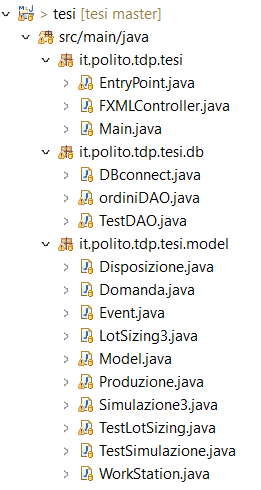 > tesi [tesi master]
src/main/java
it.polito.tdp.tesi
EntryPoint.java
FXMLController.java
Main.java
it.polito.tdp.tesi.db
DBconnect.java
ordiniDAO.java
TestDAO.java
it.polito.tdp.tesi.model
Disposizione.java
Domanda.java
Event.java
LotSizing3.java
Model.java
Produzione.java
Simulazione3.java
TestLotSizing.java
TestSimulazione.java
WorkStation.java